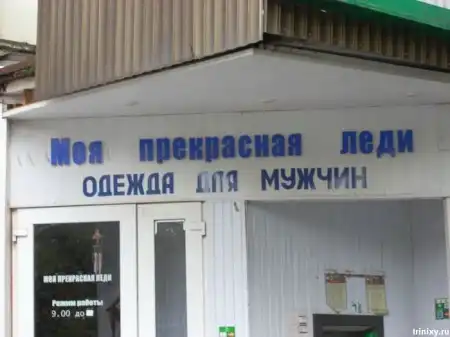 Моя прекрасная леди
ОДЕЖДА ДЛЯ МУЖЧИН
МОЯ ПРЕКРАСНАЯ ЛЕДИ
Режим работы
9.00 до
trinixy.ru